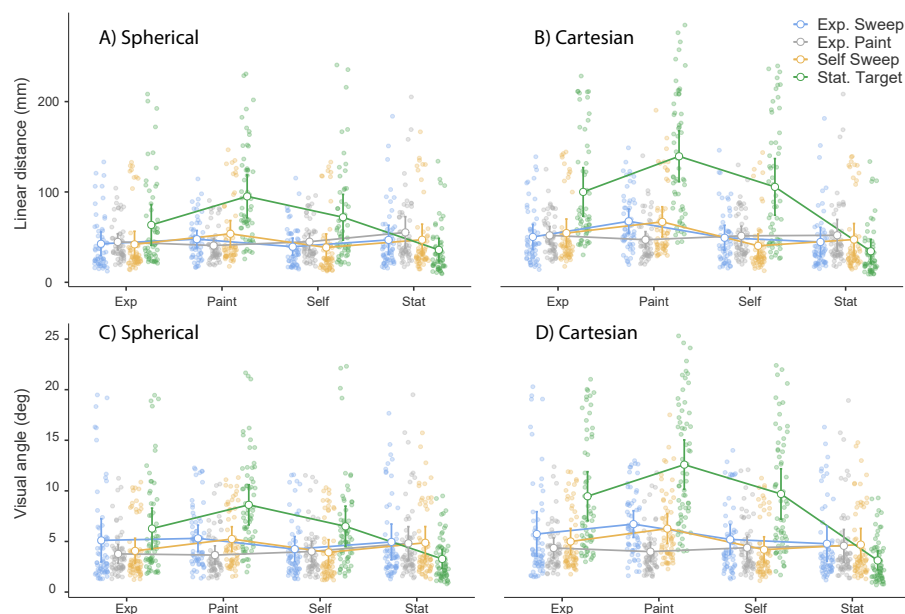 A) Spherical
B) Cartesian
Exp. Sweep
Exp. Paint
Self Sweep
Stat. Target
Linear distance (mm)
200
100
0
Exp Paint Self Stat
Exp Paint Self Stat
C) Spherical
D) Cartesian
Visual angle (deg)
25
20
15
10
5
0
Exp Paint Self Stat
Exp Paint Self Stat